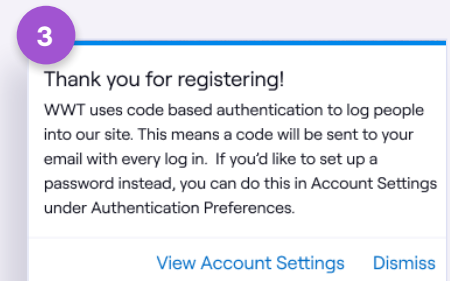 3
Thank you for registering!
WWT uses code based authentication to log people
into our site. This means a code will be sent to your
email with every log in.  If you'd like to set up a
password instead, you can do this in Account Settings
under Authentication Preferences.
View Account Settings Dismiss